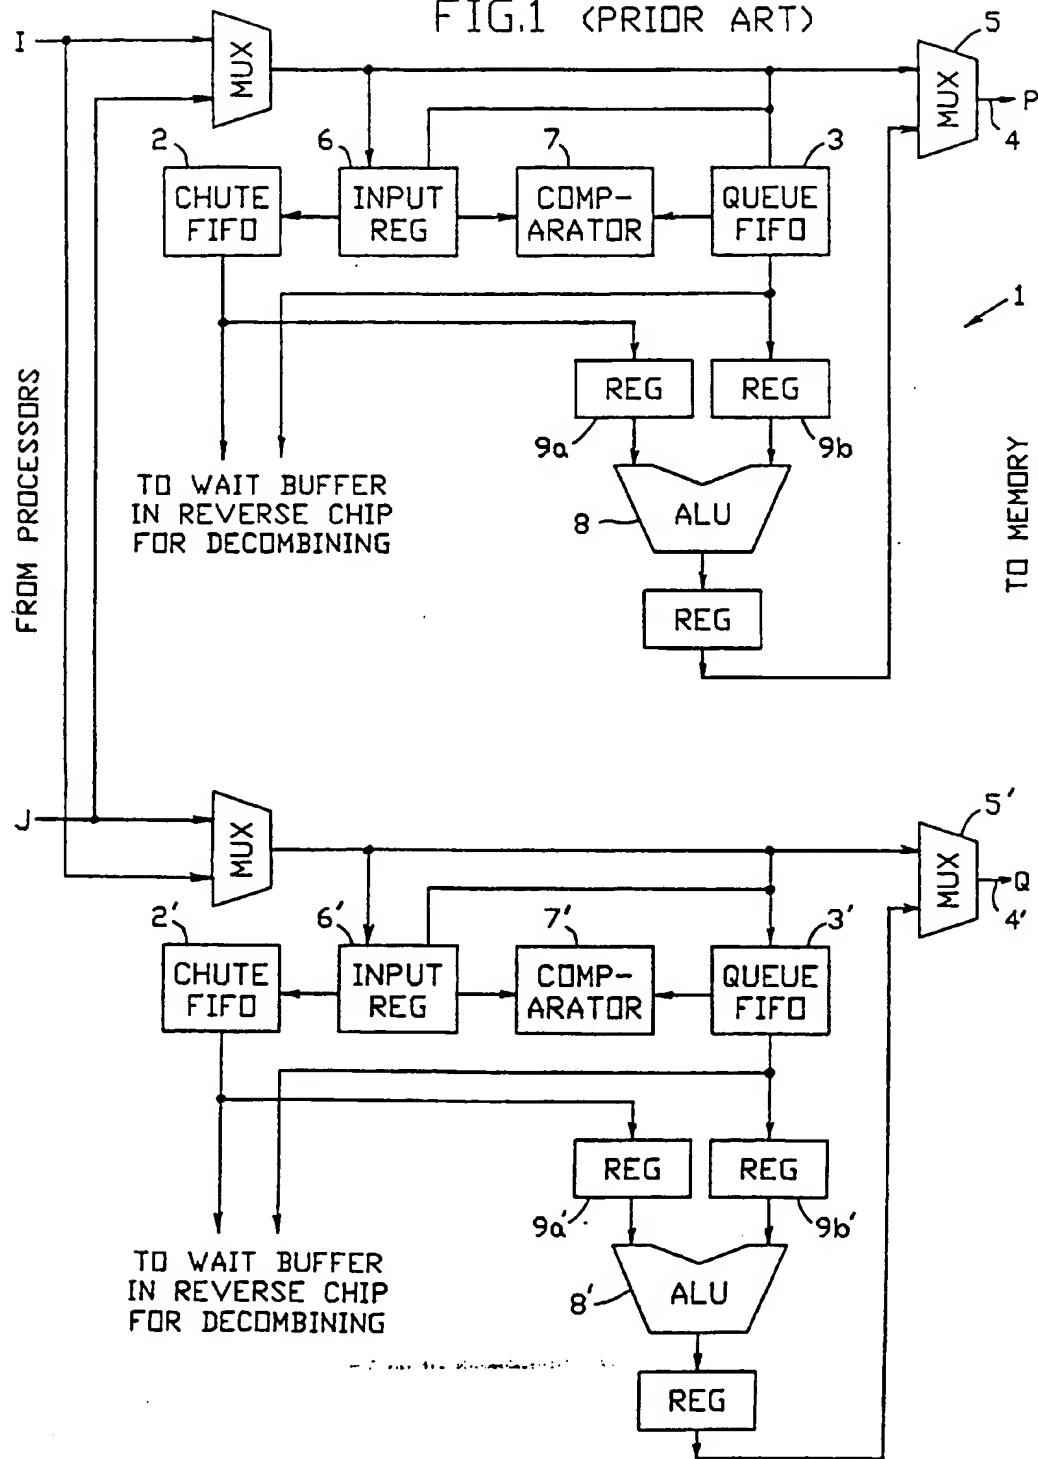 FIG.1 (PRIOR ART)
I
MUX
5
MUX
P
4
2
6
7
3
CHUTE
FIFO
INPUT
REG
COMP-
ARATOR
QUEUE
FIFO
1
FROM PROCESSORS
REG
REG
9a
9b
TO WAIT BUFFER
IN REVERSE CHIP
FOR DECOMBINING
8
ALU
TO MEMORY
REG
J
MUX
5'
MUX
Q
4'
2'
6'
7'
3'
CHUTE
FIFO
INPUT
REG
COMP-
ARATOR
QUEUE
FIFO
REG
REG
9a'
9b'
TO WAIT BUFFER
IN REVERSE CHIP
FOR DECOMBINING
8'
ALU
REG